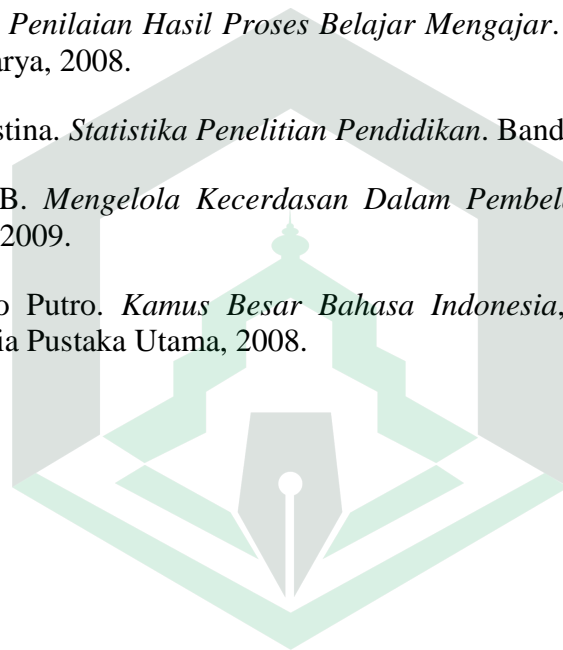 Penilaian Hasil Proses Belajar Mengajar.
arya, 2008.
stina. Statistika Penelitian Pendidikan. Band
B. Mengelola Kecerdasan Dalam Pembela
2009.
o Putro. Kamus Besar Bahasa Indonesia,
ia Pustaka Utama, 2008.